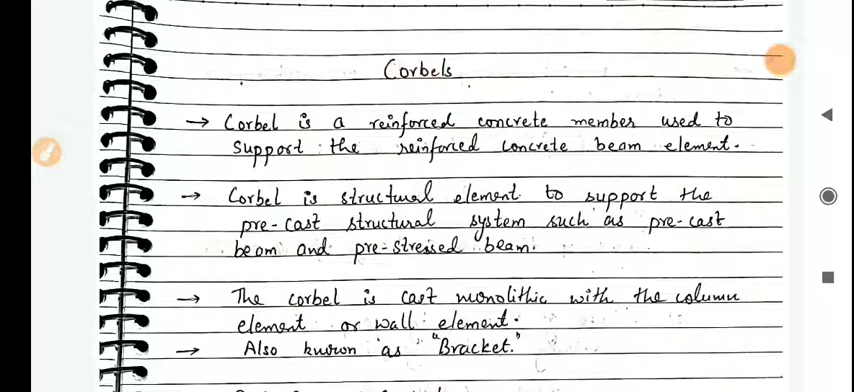 Corbels
→ Corbel is a reinforced concrete member used to
support the reinforced concrete beam element.
→ Corbel is structural element to support the
pre-cast structural system such as pre-cast
beam and pre-stressed beam.
→ The corbel is cast monolithic with the column
element or wall element.
→ Also known as "Bracket."